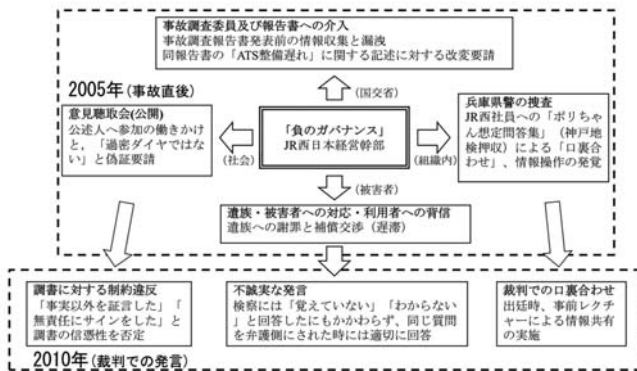 事故調査委員及び報告書への介入
事故調査報告書発表前の情報収集と漏洩
同報告書の「ATS整備遅れ」に関する記述に対する改変要請
2005年(事故直後)
(国交省)
意見聴取会(公開)
公述人へ参加の働きかけ
と,「過密ダイヤではな
い」と偽証要請
(社会)
「負のガバナンス」
JR西日本経営幹部
(組織内)
兵庫県警の捜査
JR西社員への「ポリちゃ
ん想定問答集」(神戸地
検押収)による「口裏合
わせ」、情報操作の発覚
(被害者)
遺族・被害者への対応・利用者への背信
遺族への謝罪と補償交渉(遅滞)
調書に対する制約違反
「事実以外を証言した」「
無責任にサインをした」と
調書の信憑性を否定
不誠実な発言
検察には「覚えていない」「わからない
」と回答したにもかかわらず、同じ質問
を弁護側にされた時には適切に回答
裁判での口裏合わせ
出廷時、事前レクチ
ャーによる情報共有
の実施
2010年(裁判での発言)